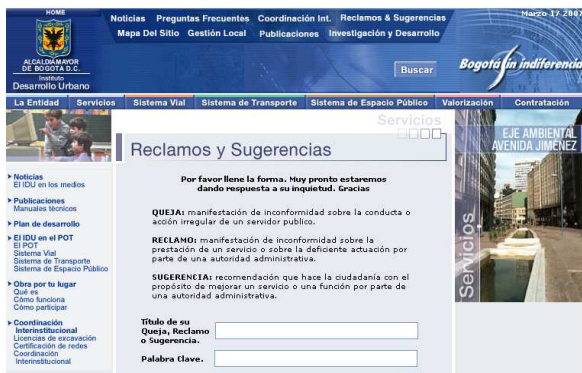 HOME
Noticias Preguntas Frecuentes Coordinación Int. Reclamos & Sugerencias
Marzo 17 2007
Mapa Del Sitio Gestión Local Publicaciones Investigación y Desarrollo
ALCALDIA MAYOR
DE BOGOTA D.C.
Instituto
Desarrollo Urbano
Buscar
Bogotá sin indiferencia
La Entidad Servicios Sistema Vial Sistema de Transporte Sistema de Espacio Público Valorización Contratación
Servicios
EJE AMBIENTAL
AVENIDA JIMÉNEZ
Reclamos y Sugerencias
Servicios
Noticias
El IDU en los medios
Publicaciones
Manuales técnicos
Plan de desarrollo
El IDU en el POT
El POT
Sistema Vial
Sistema de Transporte
Sistema de Espacio Público
Obra por tu lugar
Qué es
Cómo funciona
Cómo participar
Coordinación
Interinstitucional
Licencias de excavación
Certificación de redes
Coordinación
Interinstitucional
Por favor llene la forma. Muy pronto estaremos
dando respuesta a su inquietud. Gracias
QUEJA: manifestación de inconformidad sobre la conducta o
acción irregular de un servidor publico.
RECLAMO: manifestación de inconformidad sobre la
prestación de un servicio o sobre la deficiente actuación por
parte de una autoridad administrativa.
SUGERENCIA: recomendación que hace la ciudadanía con el
propósito de mejorar un servicio o una función por parte de
una autoridad administrativa.
Título de su
Queja, Reclamo
o Sugerencia.
Palabra Clave.